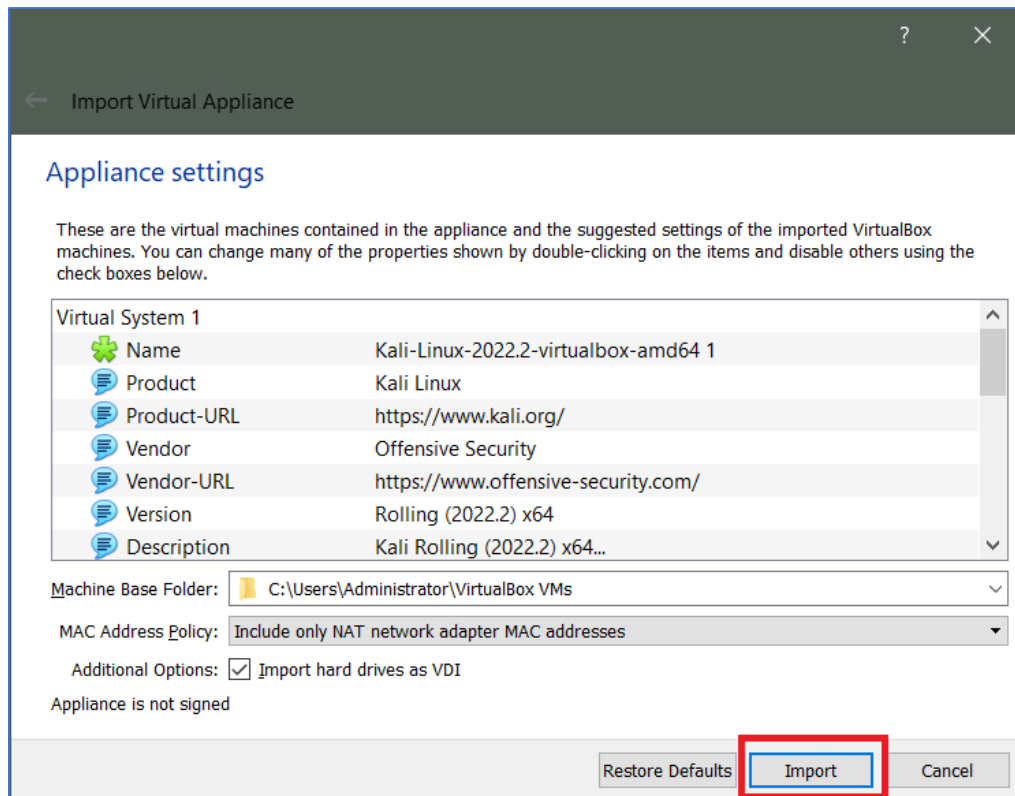 ?
Import Virtual Appliance
Appliance settings
These are the virtual machines contained in the appliance and the suggested settings of the imported VirtualBox
machines. You can change many of the properties shown by double-clicking on the items and disable others using the
check boxes below.
Virtual System 1
Name Kali-Linux-2022.2-virtualbox-amd64 1
Product Kali Linux
Product-URL https://www.kali.org/
Vendor Offensive Security
Vendor-URL https://www.offensive-security.com/
Version Rolling (2022.2) x64
Description Kali Rolling (2022.2) x64...
Machine Base Folder: C:\Users\Administrator\VirtualBox VMs
MAC Address Policy: Include only NAT network adapter MAC addresses
Additional Options: Import hard drives as VDI
Appliance is not signed
Restore Defaults Import Cancel